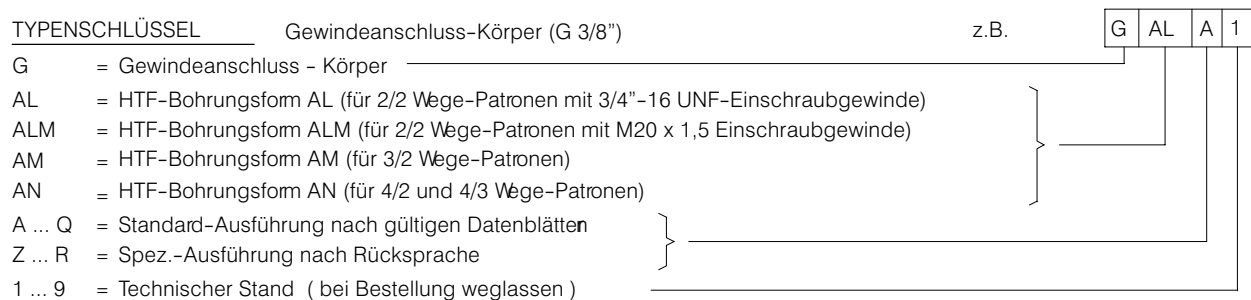 TYPENSCHLÜSSEL Gewindeanschluss-Körper (G 3/8") z.B. G AL A 1
G = Gewindeanschluss - Körper
AL = HTF-Bohrungsform AL (für 2/2 Wege-Patronen mit 3/4"-16 UNF-Einschraubgewinde)
ALM = HTF-Bohrungsform ALM (für 2/2 Wege-Patronen mit M20 x 1,5 Einschraubgewinde)
AM = HTF-Bohrungsform AM (für 3/2 Wege-Patronen)
AN = HTF-Bohrungsform AN (für 4/2 und 4/3 Wege-Patronen)
A ... Q = Standard-Ausführung nach gültigen Datenblättern
Z ... R = Spez.-Ausführung nach Rücksprache
1 ... 9 = Technischer Stand ( bei Bestellung weglassen )